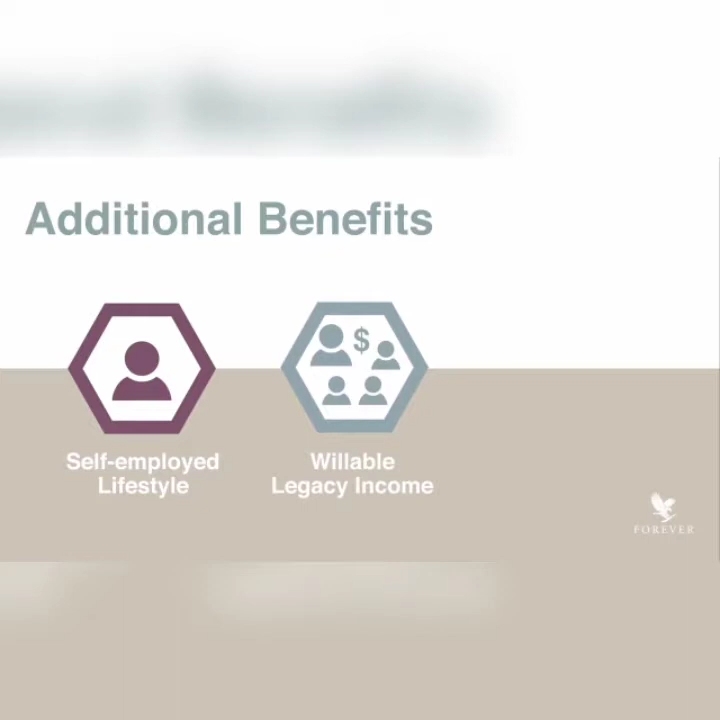 Additional Benefits
$
Self-employed
Lifestyle
Willable
Legacy Income
FOREVER